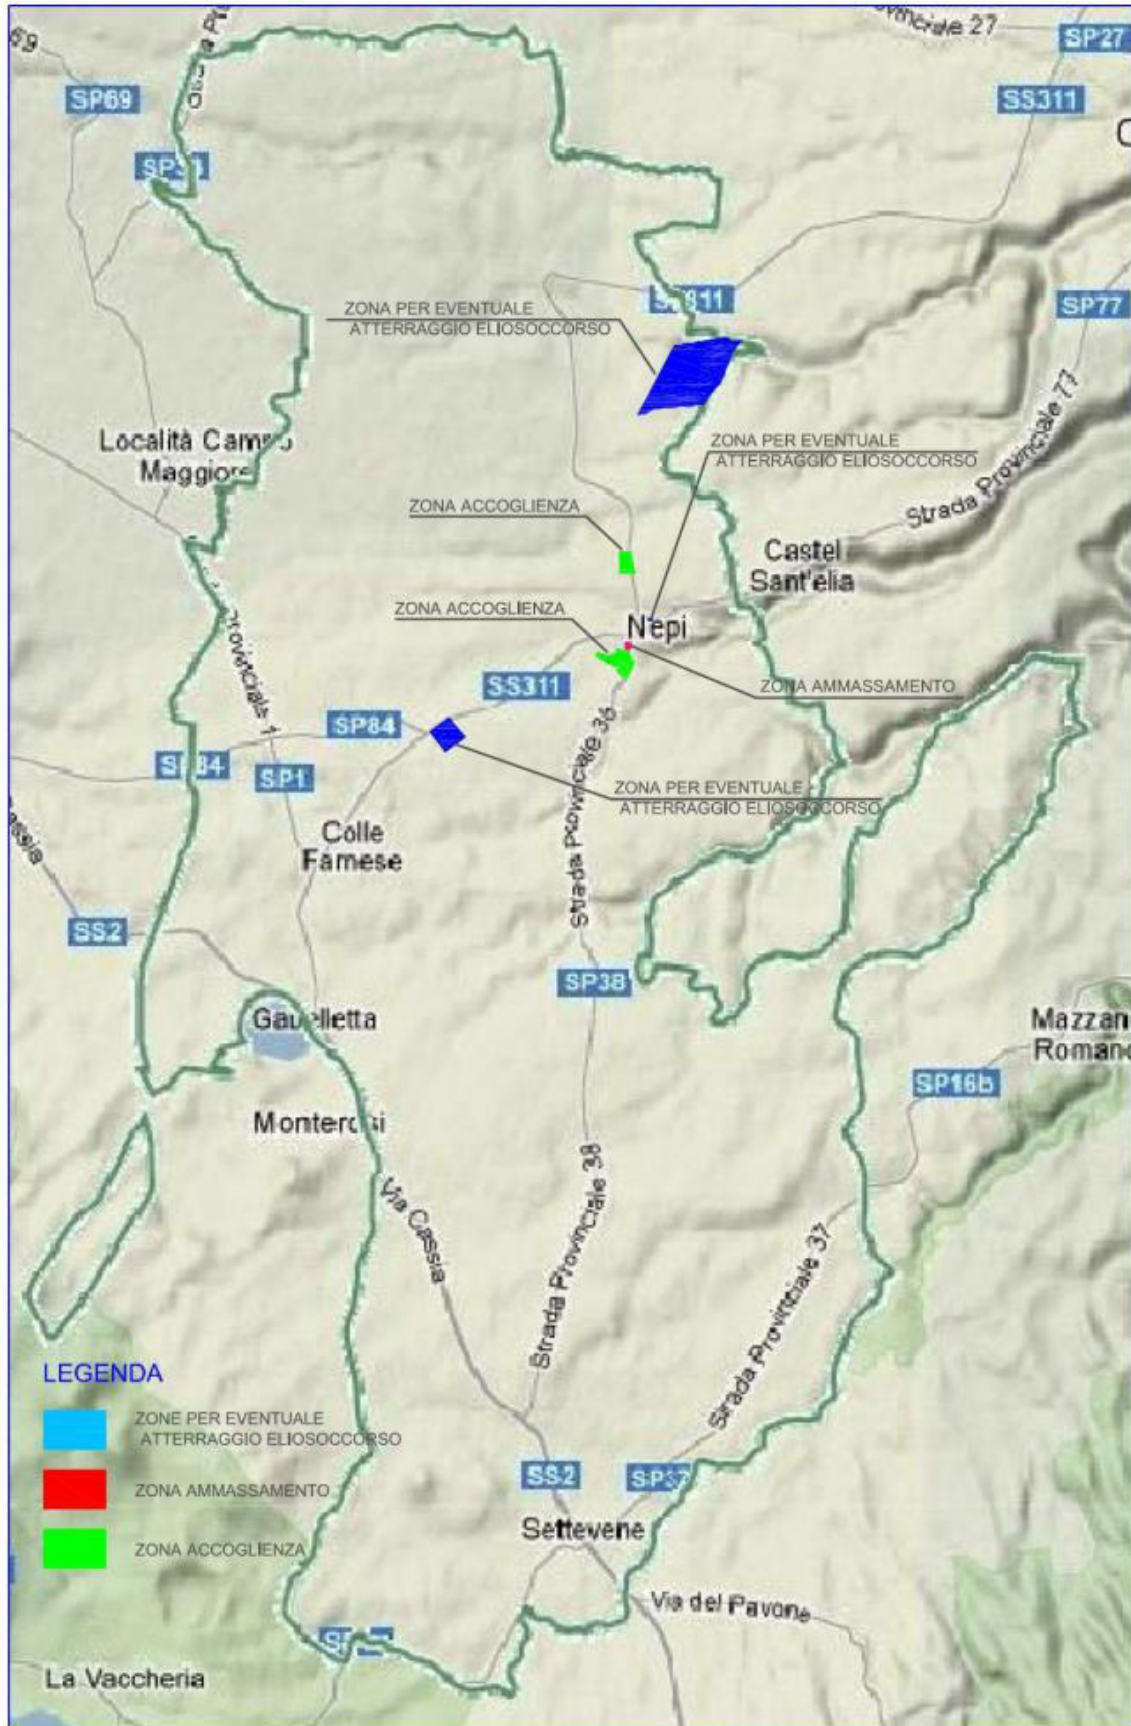 Provinciale 27
SP27
69
SP69
SS311
SP77
ZONA PER EVENTUALE
ATTERRAGGIO ELIOSOCCORSO
Località Campo
Maggiore
ZONA PER EVENTUALE
ATTERRAGGIO ELIOSOCCORSO
Strada Provinciale 77
ZONA ACCOGLIENZA
Castel
Sant'elia
ZONA ACCOGLIENZA
Nepi
SS311
ZONA AMMASSAMENTO
Provinciale 1
SP84
SP84
SP1
ZONA PER EVENTUALE
ATTERRAGGIO ELIOSOCCORSO
Colle
Farnese
Strada Provinciale 38
SS2
SP38
Monterosi
Mazzan
Romano
SP16b
Via Cassia
Strada Provinciale 38
Strada Provinciale 37
LEGENDA
ZONE PER EVENTUALE
ATTERRAGGIO ELIOSOCCORSO
ZONA AMMASSAMENTO
ZONA ACCOGLIENZA
SS2
SP37
Settevene
Via del Pavone
La Vaccheria